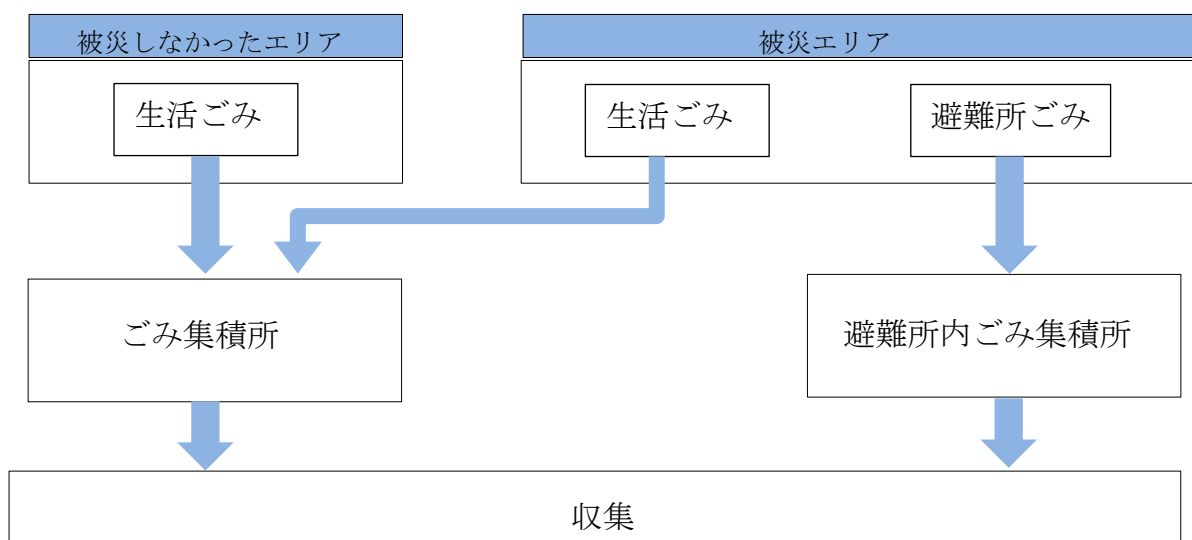 被災しなかったエリア
被災エリア
生活ごみ
生活ごみ
避難所ごみ
ごみ集積所
避難所内ごみ集積所
収集